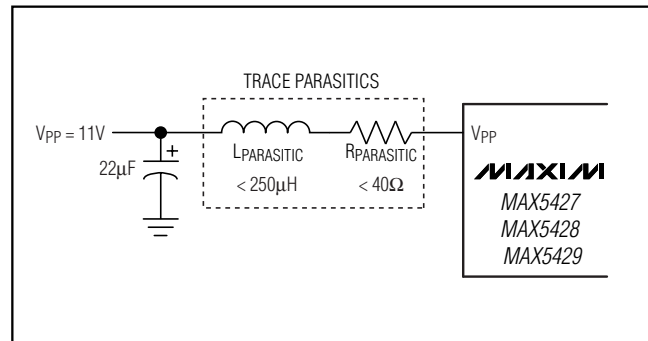 TRACE PARASITICS
VPP = 11V
+
22µF
LPARASITIC
RPARASITIC
< 250µH
< 40Ω
VPP
MAXIM
MAX5427
MAX5428
MAX5429